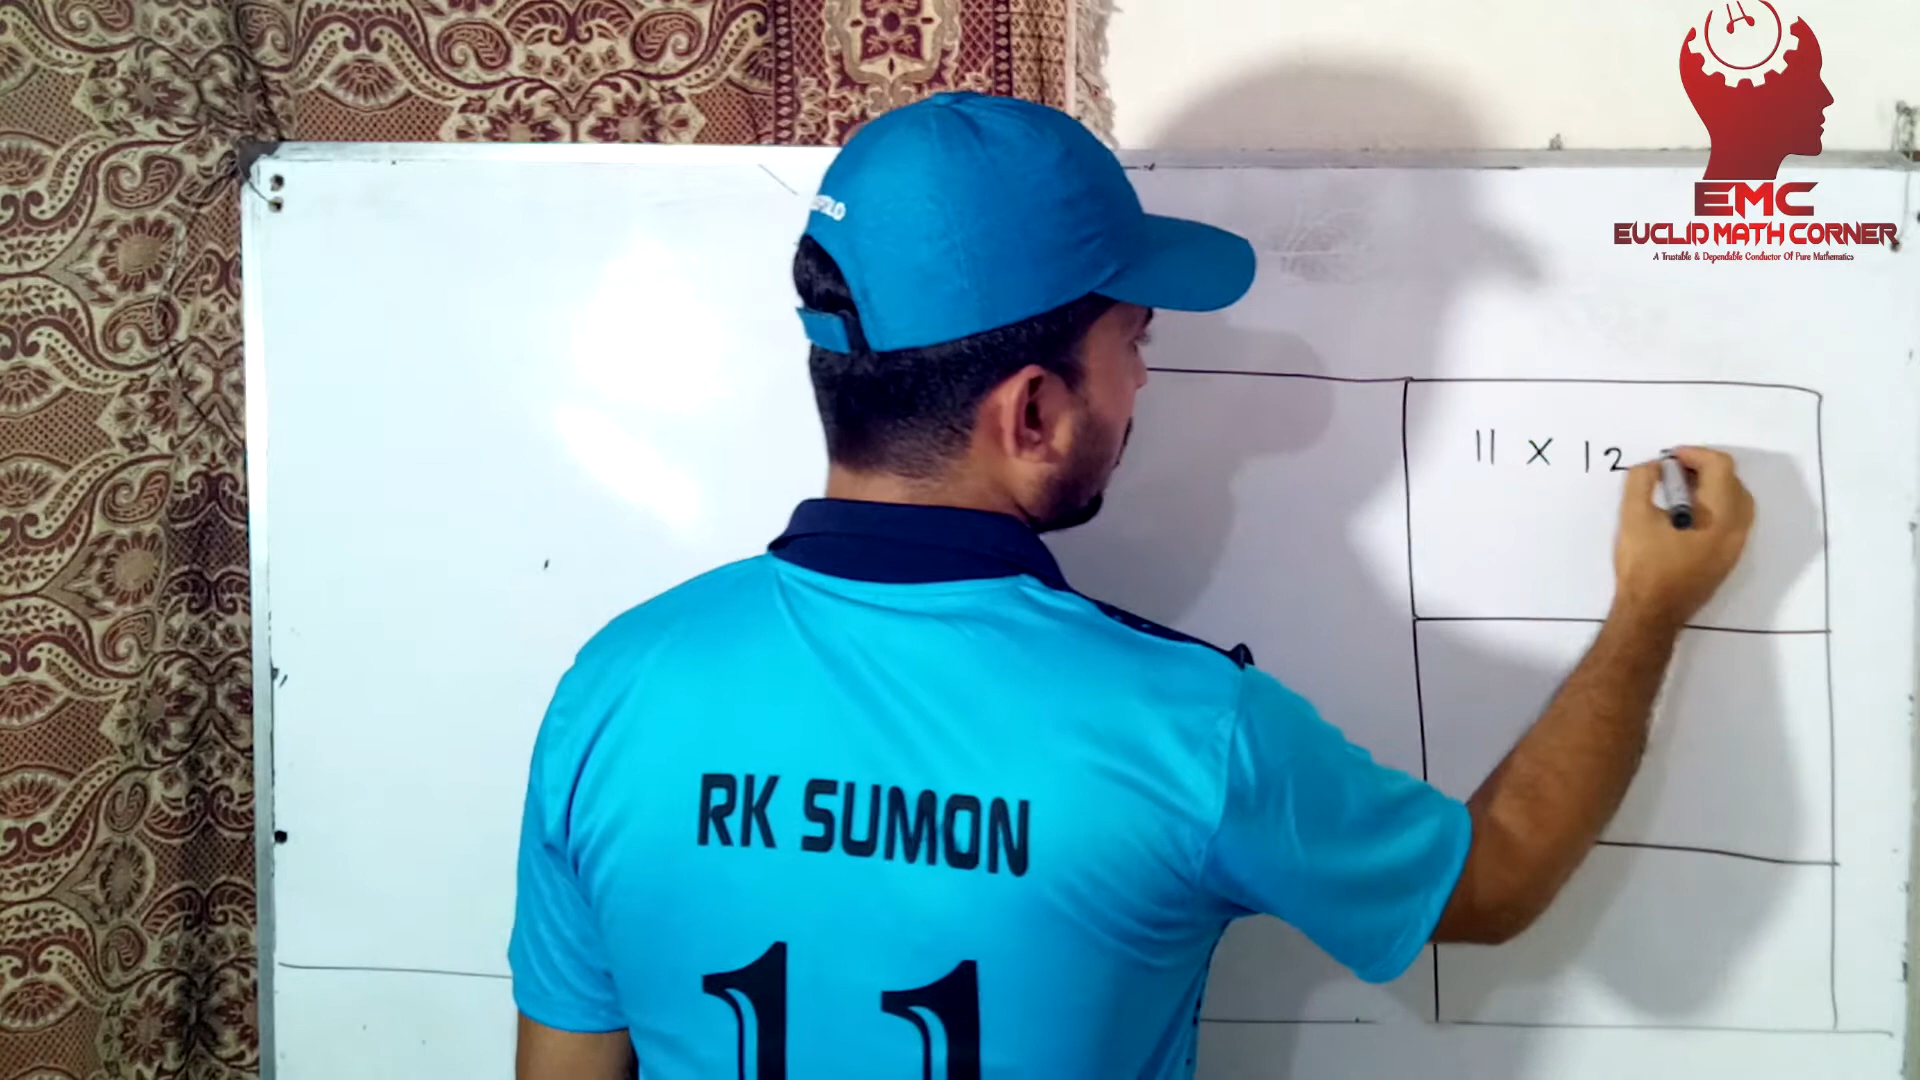 EMC
EUCLID MATH CORNER
A Trustable & Dependable Conductor Of Pure Mathematics
11 X 12
RK SUMON
11